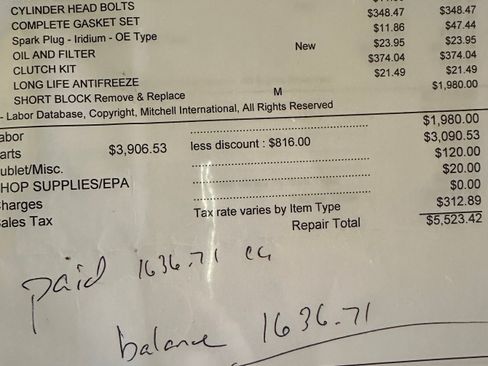 CYLINDER HEAD BOLTS
COMPLETE GASKET SET $348.47 $348.47
Spark Plug - Iridium - OE Type $11.86 $47.44
OIL AND FILTER New $23.95 $23.95
CLUTCH KIT $374.04 $374.04
LONG LIFE ANTIFREEZE $21.49 $21.49
SHORT BLOCK Remove & Replace M $1,980.00
- Labor Database, Copyright, Mitchell International, All Rights Reserved
abor $1,980.00
arts $3,906.53 less discount : $816.00 $3,090.53
ublet/Misc. $120.00
HOP SUPPLIES/EPA $20.00
harges $0.00
ales Tax Tax rate varies by Item Type $312.89
Repair Total $5,523.42
paid 1636.71
balance 1636.71